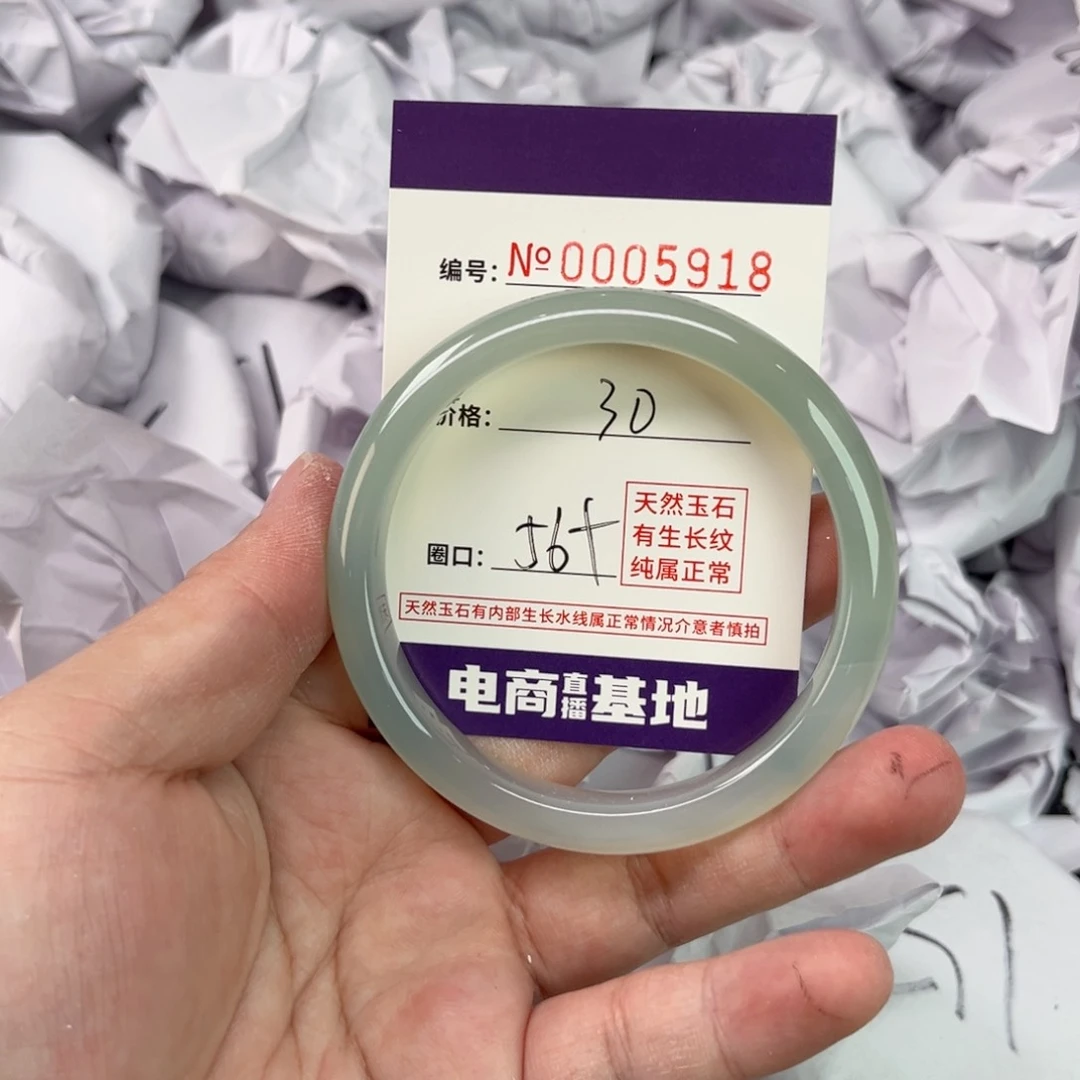 编号: №0005918
价格: 30
圈口: 56+
天然玉石
有生长纹
纯属正常
天然玉石有内部生长水线属正常情况介意者慎拍
电商直播基地